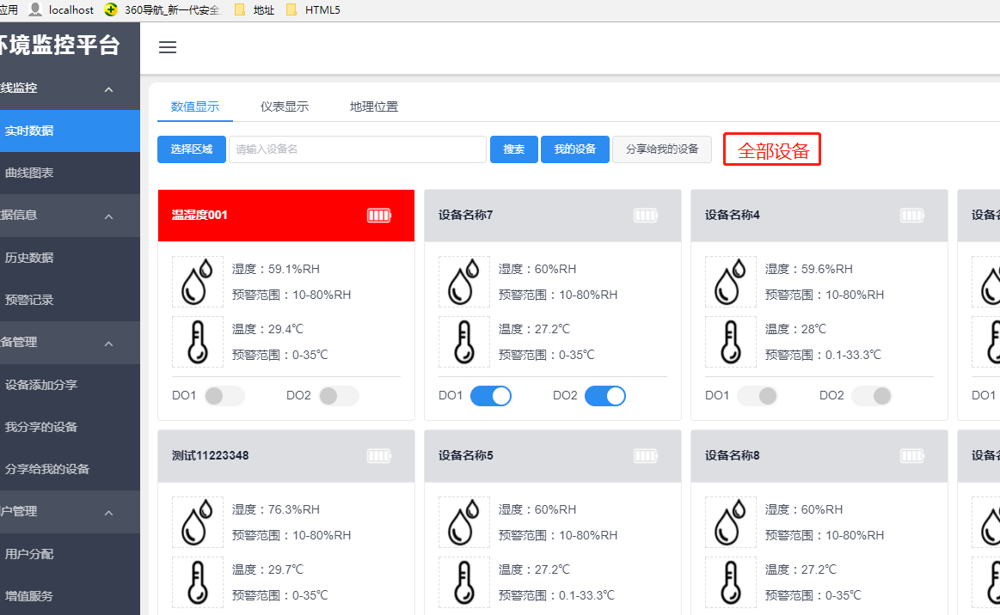 应用 localhost 360导航_新一代安全 地址 HTML5
环境监控平台
线监控
实时数据
曲线图表
据信息
历史数据
预警记录
备管理
设备添加分享
我分享的设备
分享给我的设备
户管理
用户分配
增值服务
数值显示 仪表显示 地理位置
选择区域 请输入设备名 搜索 我的设备 分享给我的设备 全部设备
温湿度001
湿度：59.1%RH
预警范围：10-80%RH
温度：29.4℃
预警范围：0-35℃
DO1 DO2
设备名称7
湿度：60%RH
预警范围：10-80%RH
温度：27.2℃
预警范围：0-35℃
DO1 DO2
设备名称4
湿度：59.6%RH
预警范围：10-80%RH
温度：28℃
预警范围：0.1-33.3℃
DO1 DO2
设备名
DO1
测试11223348
湿度：76.3%RH
预警范围：10-80%RH
温度：29.7℃
预警范围：0-35℃
设备名称5
湿度：60%RH
预警范围：10-80%RH
温度：27.2℃
预警范围：0.1-33.3℃
设备名称8
湿度：60%RH
预警范围：10-80%RH
温度：27.2℃
预警范围：0-35℃
设备名